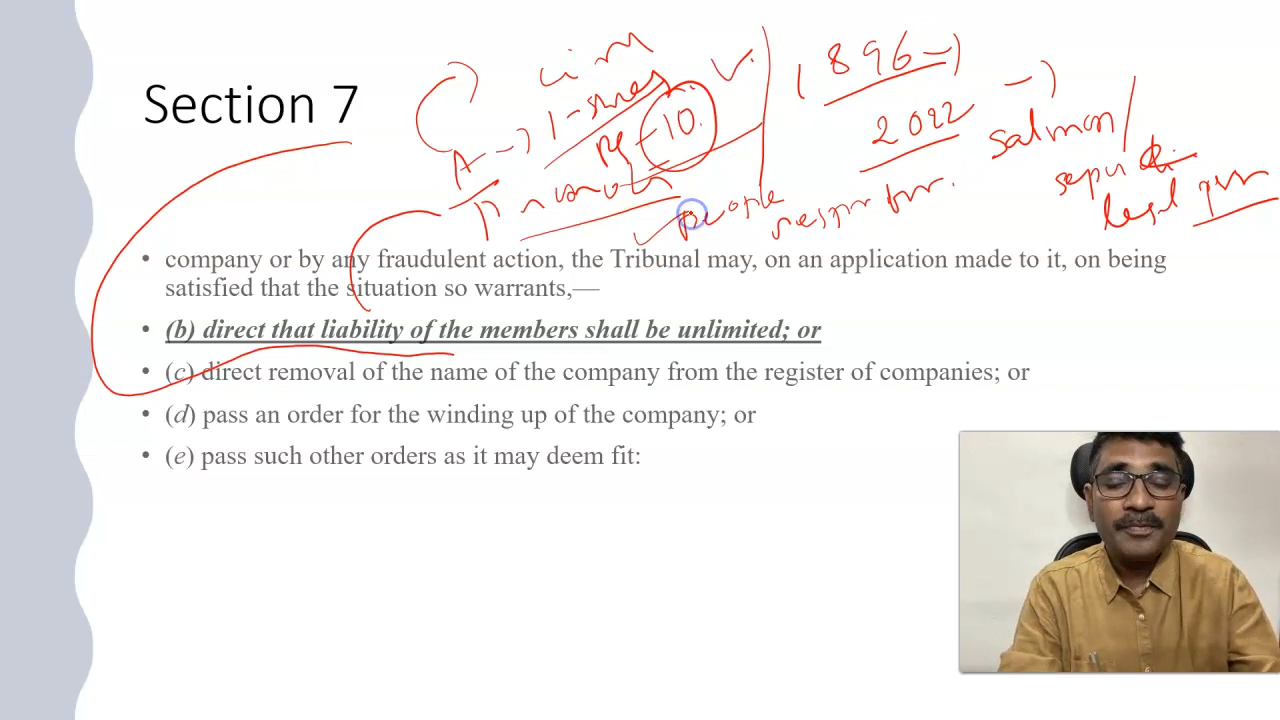 Section 7
1896
2022
salmon/
legal
people
10.
• company or by any fraudulent action, the Tribunal may, on an application made to it, on being
satisfied that the situation so warrants,—
• (b) direct that liability of the members shall be unlimited; or
• (c) direct removal of the name of the company from the register of companies; or
• (d) pass an order for the winding up of the company; or
• (e) pass such other orders as it may deem fit: